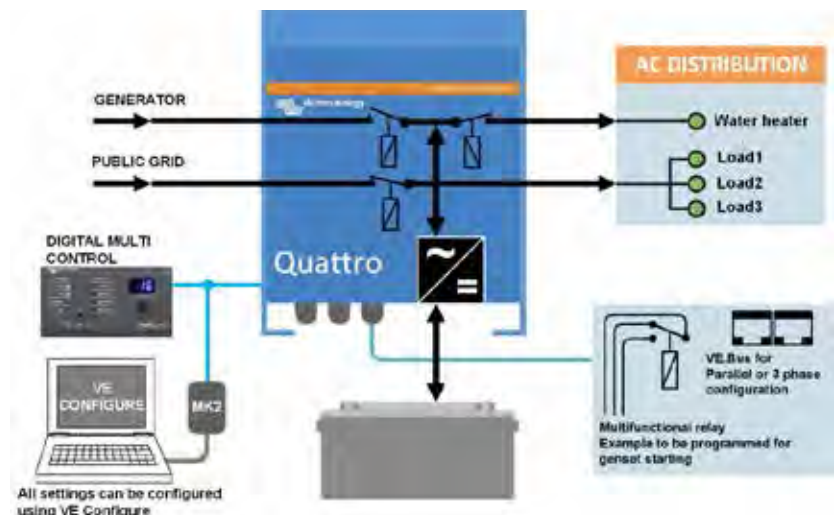 GENERATOR
PUBLIC GRID
DIGITAL MULTI
CONTROL
VE
CONFIGURE
MK2
All settings can be configured
using VE Configure
Quattro
AC DISTRIBUTION
Water heater
Load1
Load2
Load3
VE.Bus for
Parallel or 3 phase
configuration
Multifunctional relay
Example to be programmed for
genset starting